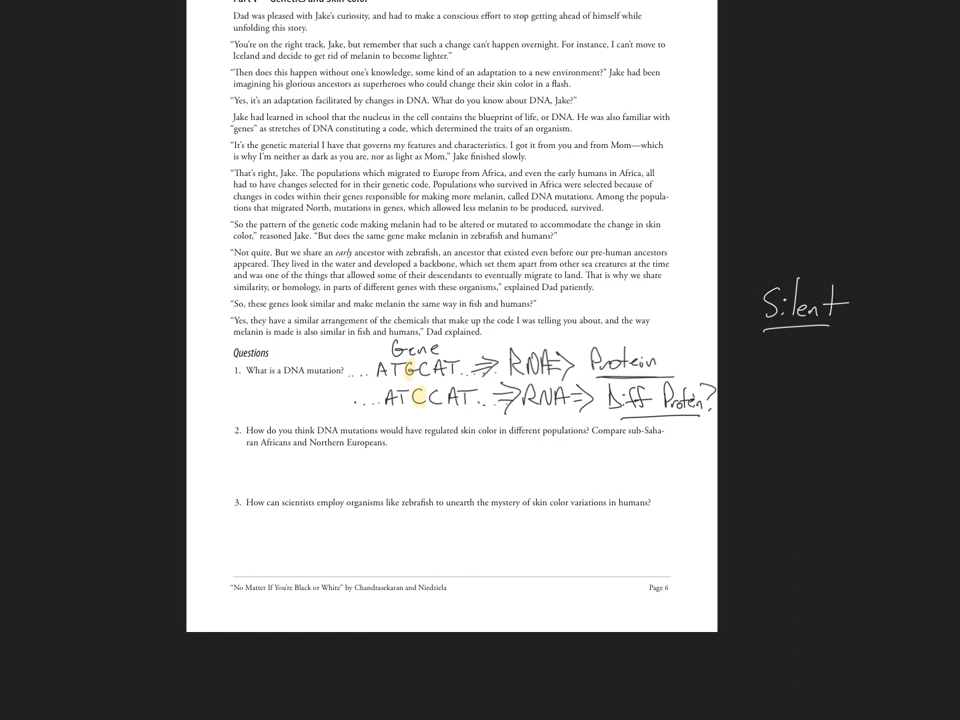 Part V – Genetics and Skin Color
Dad was pleased with Jake's curiosity, and had to make a conscious effort to stop getting ahead of himself while
unfolding this story.
“You're on the right track, Jake, but remember that such a change can't happen overnight. For instance, I can't move to
Iceland and decide to get rid of melanin to become lighter.”
“Then does this happen without one's knowledge, some kind of an adaptation to a new environment?” Jake had been
imagining his glorious ancestors as superheroes who could change their skin color in a flash.
“Yes, it's an adaptation facilitated by changes in DNA. What do you know about DNA, Jake?”
Jake had learned in school that the nucleus in the cell contains the blueprint of life, or DNA. He was also familiar with
“genes” as stretches of DNA constituting a code, which determined the traits of an organism.
“It's the genetic material I have that governs my features and characteristics. I got it from you and from Mom—which
is why I'm neither as dark as you are, nor as light as Mom,” Jake finished slowly.
“That's right, Jake. The populations which migrated to Europe from Africa, and even the early humans in Africa, all
had to have changes selected for in their genetic code. Populations who survived in Africa were selected because of
changes in codes within their genes responsible for making more melanin, called DNA mutations. Among the popula-
tions that migrated North, mutations in genes, which allowed less melanin to be produced, survived.
“So the pattern of the genetic code making melanin had to be altered or mutated to accommodate the change in skin
color,” reasoned Jake. “But does the same gene make melanin in zebrafish and humans?”
“Not quite. But we share an early ancestor with zebrafish, an ancestor that existed even before our pre-human ancestors
appeared. They lived in the water and developed a backbone, which set them apart from other sea creatures at the time
and was one of the things that allowed some of their descendants to eventually migrate to land. That is why we share
similarity, or homology, in parts of different genes with these organisms,” explained Dad patiently.
“So, these genes look similar and make melanin the same way in fish and humans?”
“Yes, they have a similar arrangement of the chemicals that make up the code I was telling you about, and the way
melanin is made is also similar in fish and humans,” Dad explained.
Silent
Questions
Gene
1. What is a DNA mutation? .... ATGCAT...⇒ RNA⇒ Protein
....ATCCAT...⇒RNA⇒ Diff Protein?
2. How do you think DNA mutations would have regulated skin color in different populations? Compare sub-Saha-
ran Africans and Northern Europeans.
3. How can scientists employ organisms like zebrafish to unearth the mystery of skin color variations in humans?
“No Matter If You're Black or White” by Chandrasekaran and Niedziela Page 6